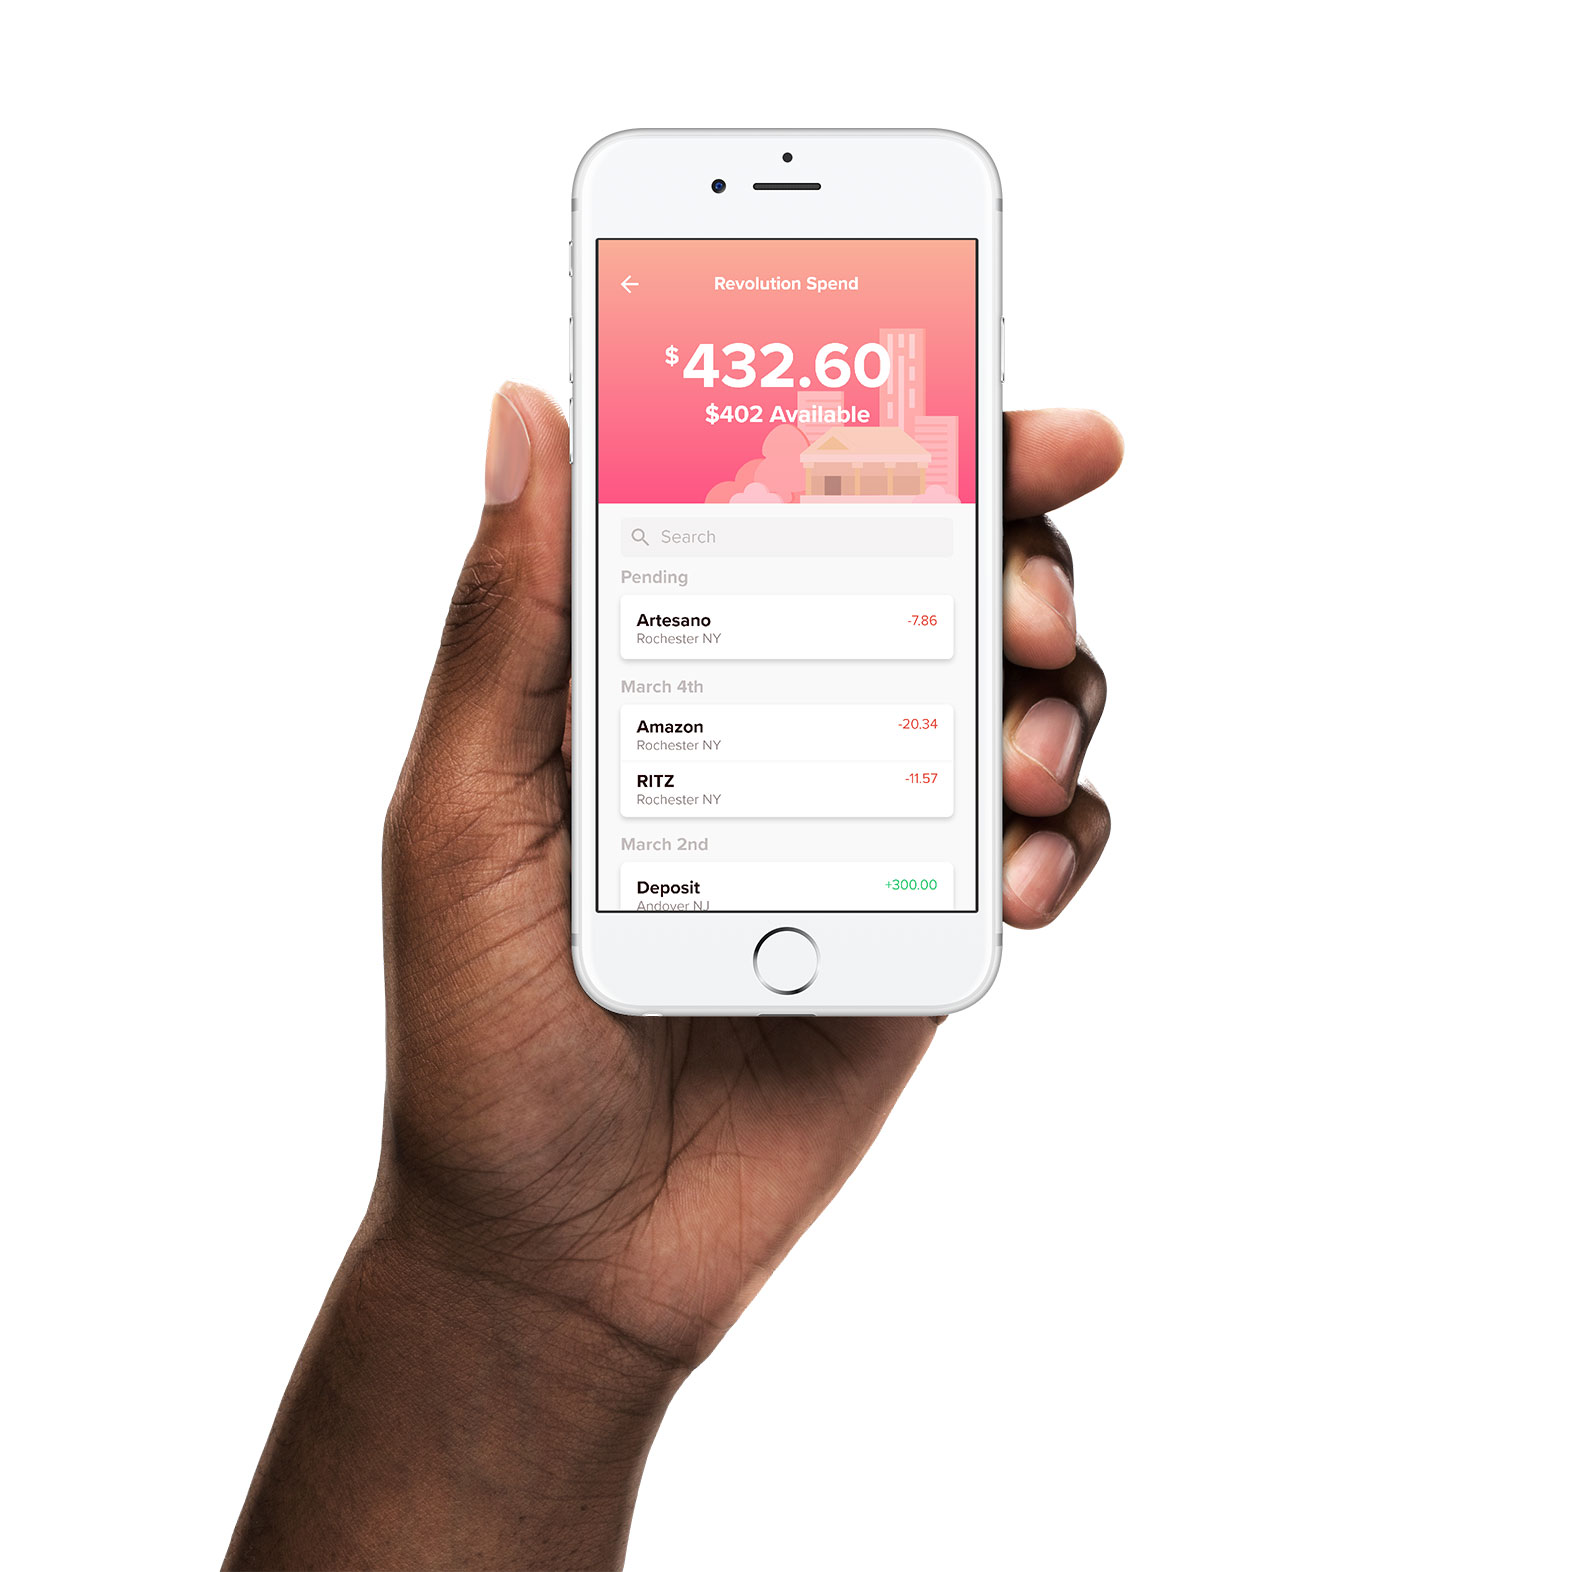 Revolution Spend
$432.60
$402 Available
Search
Pending
Artesano -7.86
Rochester NY
March 4th
Amazon -20.34
Rochester NY
RITZ -11.57
Rochester NY
March 2nd
Deposit +300.00
Andover NJ